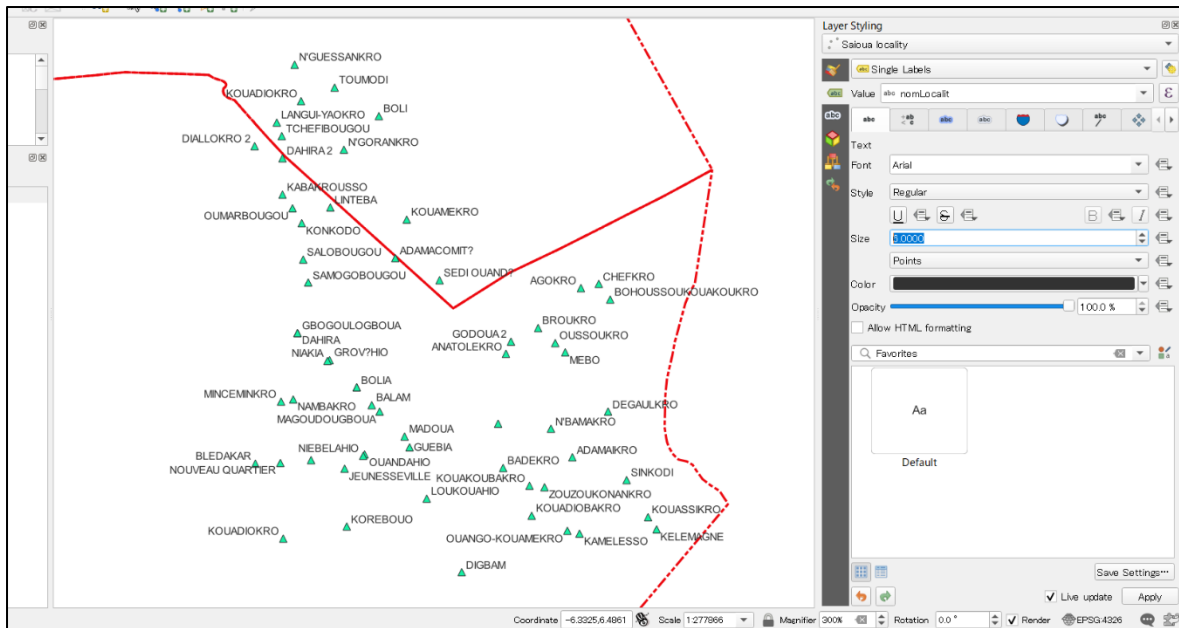 Layer Styling
Saioua locality
Single Labels
Value
abc nomLocalit
Text
Font
Arial
Style
Regular
U
S
B
I
Size
Points
Color
Opacity
100.0 %
Allow HTML formatting
Favorites
Aa
Default
Save Settings...
Live update
Apply
N'GUESSANKRO
TOUMODI
KOUADIOKRO
BOLI
LANGUI-YAOKRO
TCHEFIBOUGOU
DIALLOKRO 2
N'GORANKRO
DAHIRA 2
KABAKROUSSO
LINTEBA
OUMARBOUGOU
KOUAMEKRO
KONKODO
SALOBOUGOU
ADAMACOMIT?
SAMOGOBOUGOU
SEDI OUAND?
AGOKRO
CHEFKRO
BOHOUSSOUKOUAKOUKRO
GBOGOULOGBOUA
BROUKRO
DAHIRA
GODOUA 2
OUSSOUKRO
NIAKIA
GROV?HIO
ANATOLEKRO
MEBO
BOLIA
MINCEMINKRO
BALAM
NAMBAKRO
DEGAULKRO
MAGOUDOUGBOUA
MADOUA
N'BAMAKRO
NIEBELAHIO
GUEBIA
BLEDAKAR
OUANDAHIO
BADEKRO
ADAMAIKRO
NOUVEAU QUARTIER
JEUNESSEVILLE
KOUAKOUBAKRO
SINKODI
LOUKOUAHIO
ZOUZOUKONANKRO
KOUADIOBAKRO
KOUASSIKRO
KOREBOUO
KOUADIOKRO
OUANGO-KOUAMEKRO
KAMELESSO
KELEMAGNE
DIGBAM
Coordinate
-6.3325,6.4861
Scale
1:277866
Magnifier
300%
Rotation
0.0 °
Render
EPSG:4326